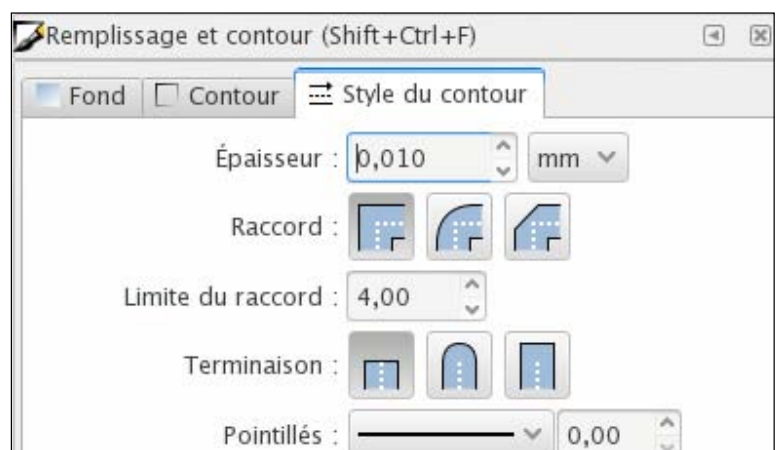 Remplissage et contour (Shift+Ctrl+F)
Fond Contour Style du contour
Épaisseur : 0,010 mm
Raccord :
Limite du raccord : 4,00
Terminaison :
Pointillés : 0,00